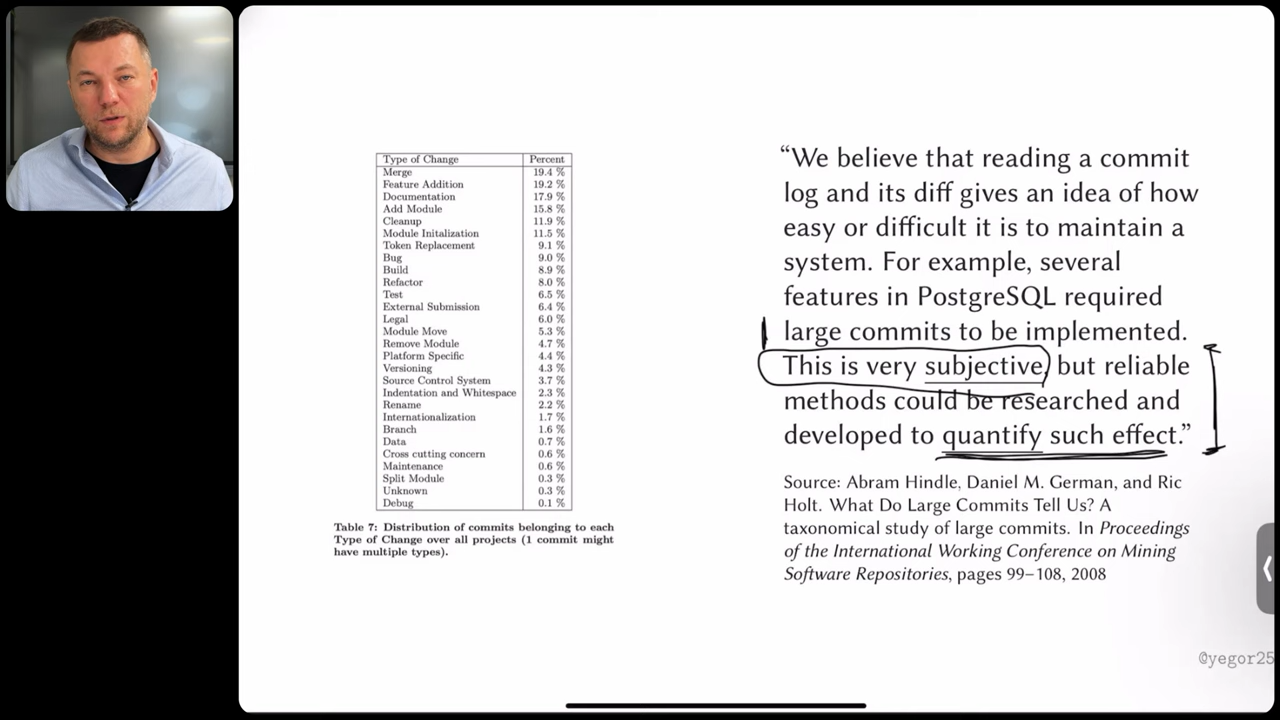 Type of Change Percent
Merge 19.4 %
Feature Addition 19.2 %
Documentation 17.9 %
Add Module 15.8 %
Cleanup 11.9 %
Module Initalization 11.5 %
Token Replacement 9.1 %
Bug 9.0 %
Build 8.9 %
Refactor 8.0 %
Test 6.5 %
External Submission 6.4 %
Legal 6.0 %
Module Move 5.3 %
Remove Module 4.7 %
Platform Specific 4.4 %
Versioning 4.3 %
Source Control System 3.7 %
Indentation and Whitespace 2.3 %
Rename 2.2 %
Internationalization 1.7 %
Branch 1.6 %
Data 0.7 %
Cross cutting concern 0.6 %
Maintenance 0.6 %
Split Module 0.3 %
Unknown 0.3 %
Debug 0.1 %
Table 7: Distribution of commits belonging to each
Type of Change over all projects (1 commit might
have multiple types).
“We believe that reading a commit
log and its diff gives an idea of how
easy or difficult it is to maintain a
system. For example, several
features in PostgreSQL required
large commits to be implemented.
This is very subjective, but reliable
methods could be researched and
developed to quantify such effect.”
Source: Abram Hindle, Daniel M. German, and Ric
Holt. What Do Large Commits Tell Us? A
taxonomical study of large commits. In Proceedings
of the International Working Conference on Mining
Software Repositories, pages 99–108, 2008
@yegor25